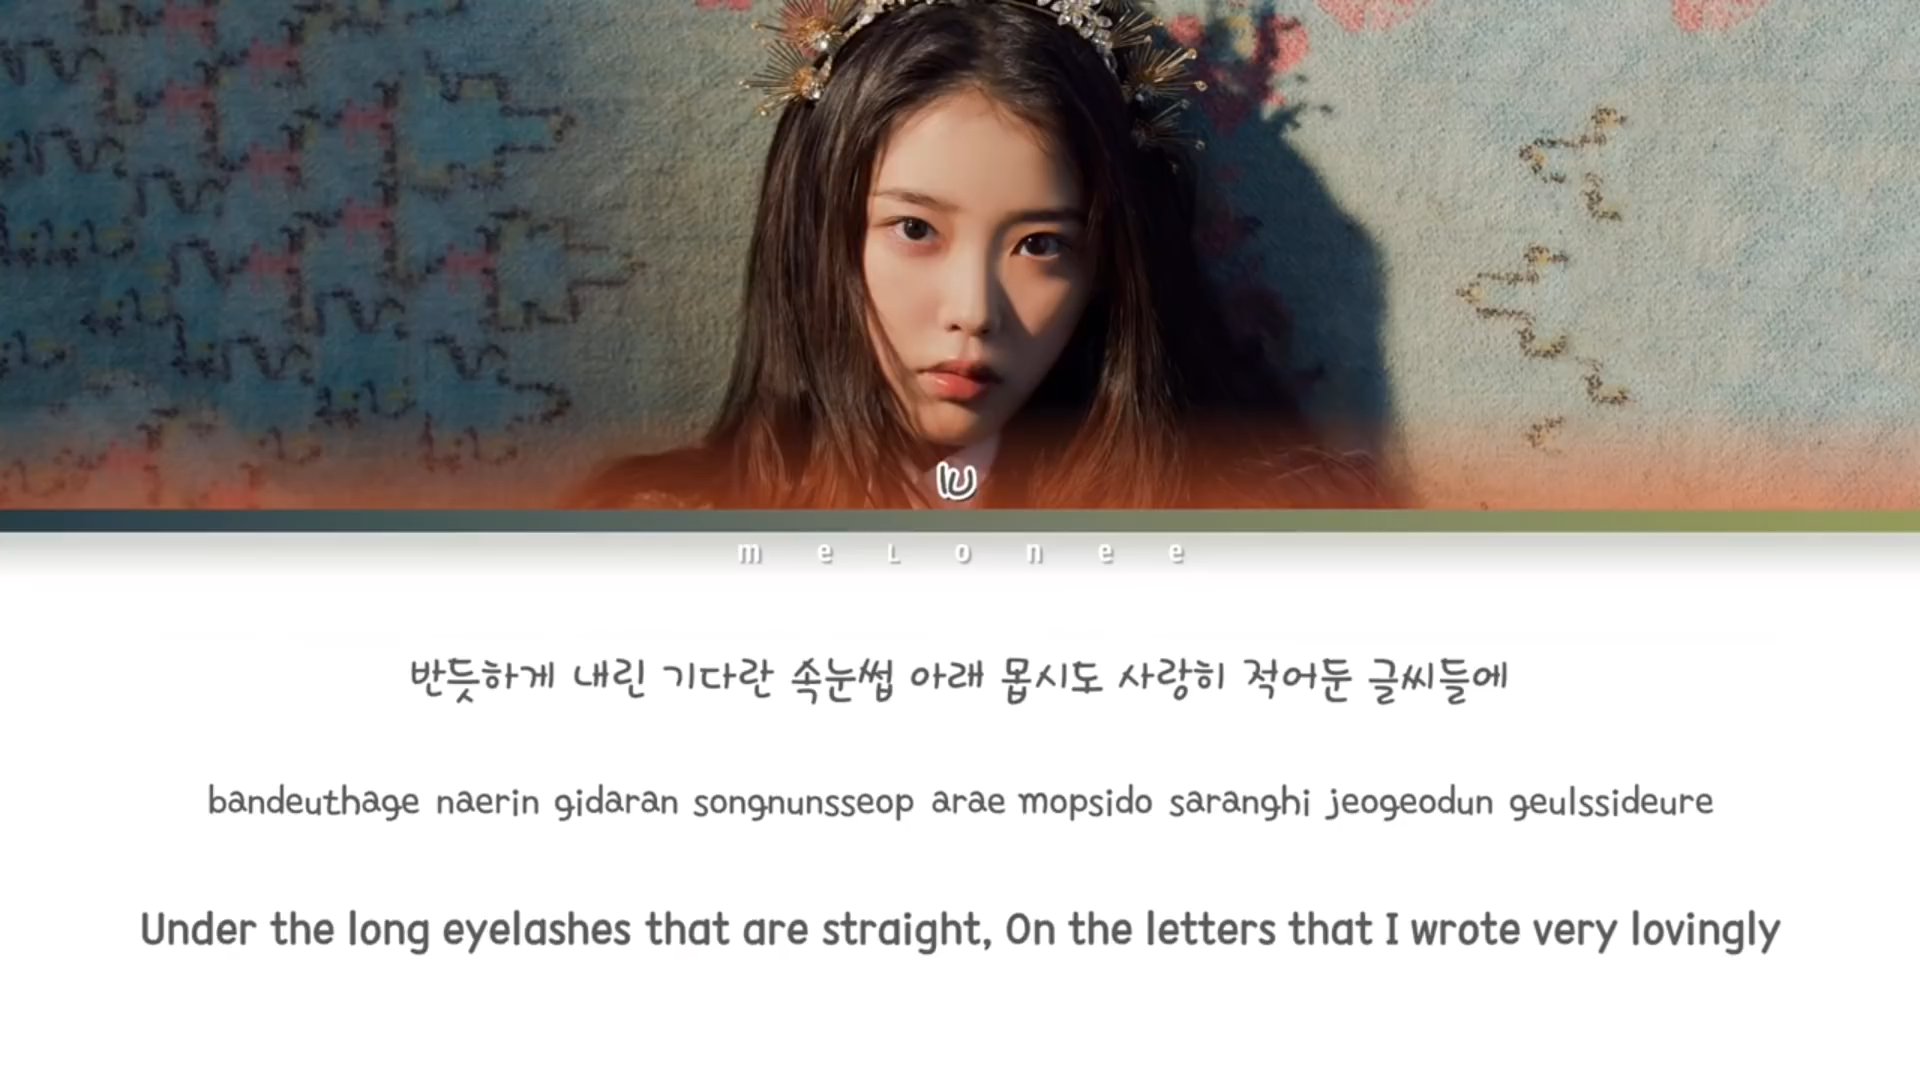 IU
m e L o n e e
반듯하게 내린 기다란 속눈썹 아래 몹시도 사랑히 적어둔 글씨들에
bandeuthage naerin gidaran songnunsseop arae mopsido saranghi jeogeodun geulssideure
Under the long eyelashes that are straight, On the letters that I wrote very lovingly